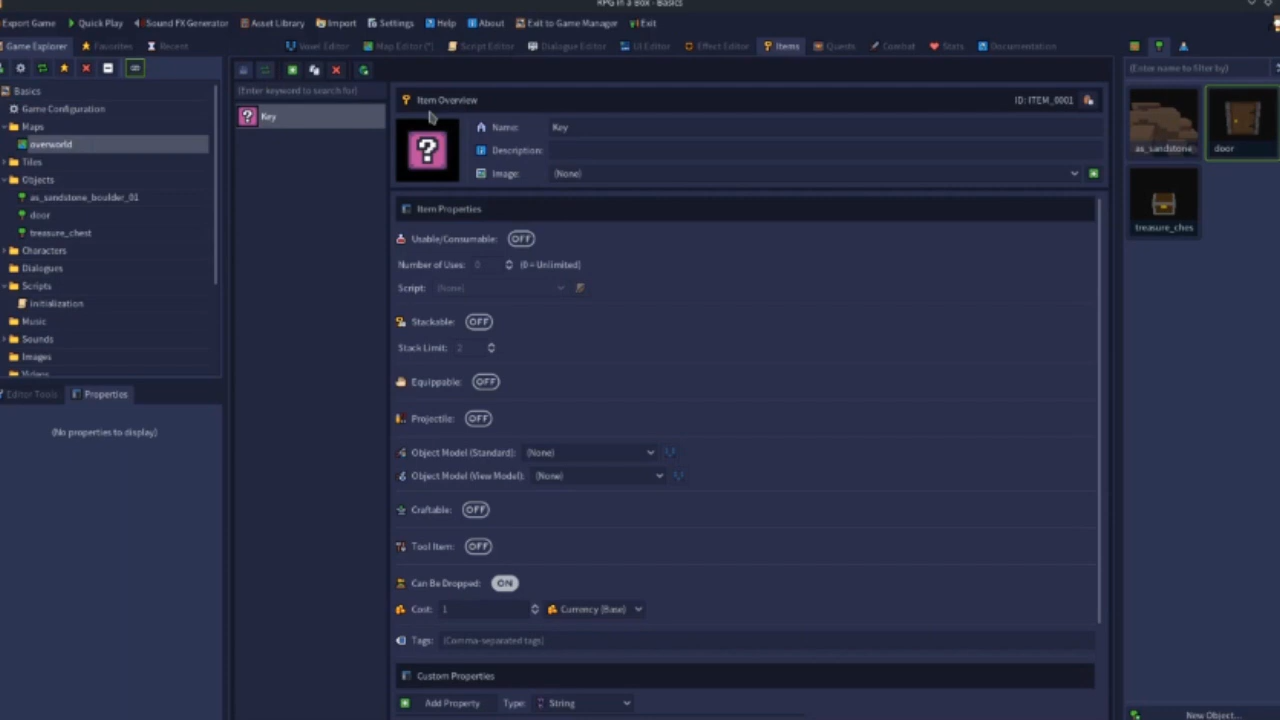 RPG in a Box - Basics
Export Game Quick Play Sound FX Generator Asset Library Import Settings Help About Exit to Game Manager Exit
Game Explorer Favorites Recent Voxel Editor Map Editor (*) Script Editor Dialogue Editor UI Editor Effect Editor Items Quests Combat Stats Documentation
(Enter name to filter by)
(Enter keyword to search for)
Basics
Game Configuration
Maps
overworld
Tiles
Objects
as_sandstone_boulder_01
door
treasure_chest
Characters
Dialogues
Scripts
initialization
Music
Sounds
Images
Videos
Editor Tools Properties
(No properties to display)
Key
Item Overview ID: ITEM_0001
Name: Key
Description:
Image: (None)
Item Properties
Usable/Consumable: OFF
Number of Uses: 0 (0 = Unlimited)
Script: (None)
Stackable: OFF
Stack Limit: 2
Equippable: OFF
Projectile: OFF
Object Model (Standard): (None)
Object Model (View Model): (None)
Craftable: OFF
Tool Item: OFF
Can Be Dropped: ON
Cost: 1 Currency (Base)
Tags: (Comma-separated tags)
Custom Properties
Add Property Type: String
as_sandstone_ door
treasure_ches
New Object...